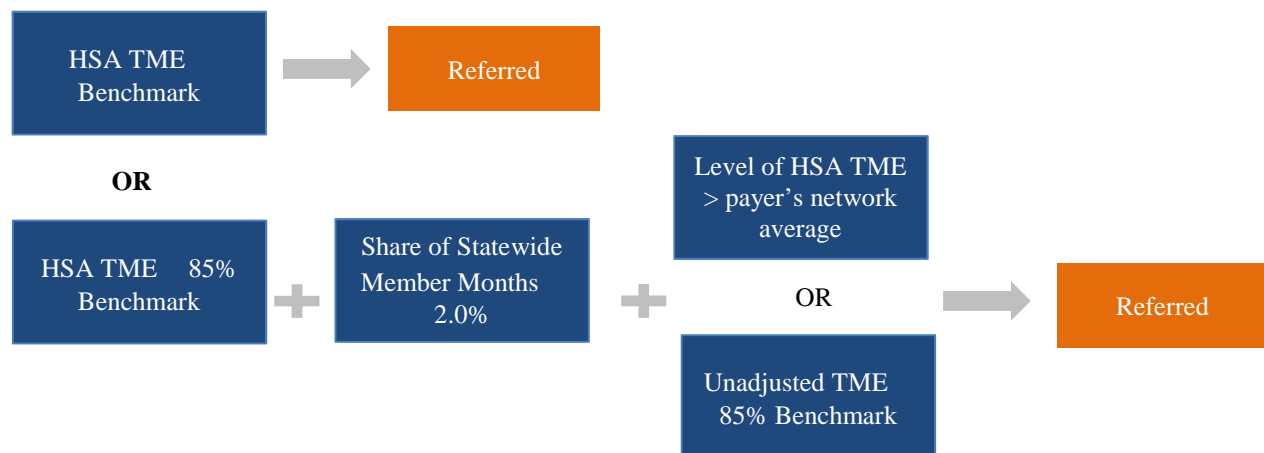 HSA TME
Benchmark
Referred
OR
HSA TME 85%
Benchmark
Share of Statewide
Member Months
2.0%
Level of HSA TME
> payer’s network
average
OR
Unadjusted TME
85% Benchmark
Referred